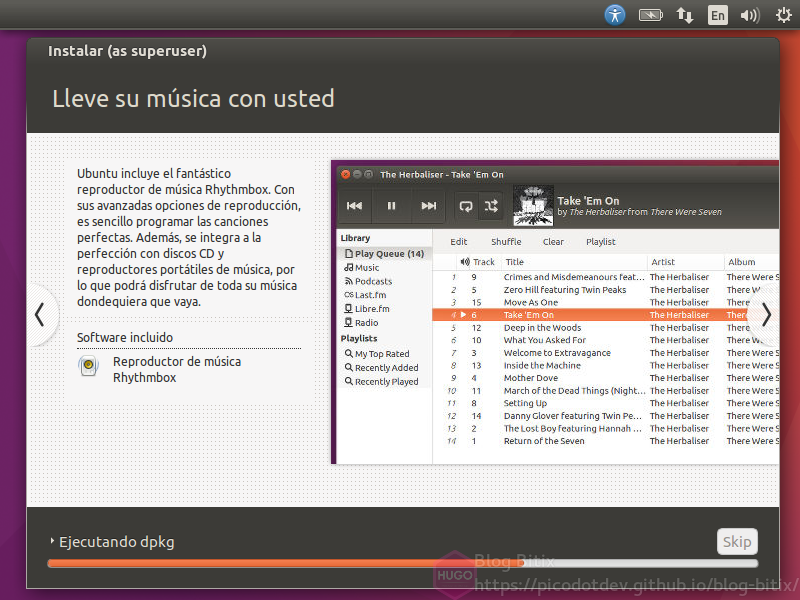 En
Instalar (as superuser)
Lleve su música con usted
Ubuntu incluye el fantástico
reproductor de música Rhythmbox. Con
sus avanzadas opciones de reproducción,
es sencillo programar las canciones
perfectas. Además, se integra a la
perfección con discos CD y
reproductores portátiles de música, por
lo que podrá disfrutar de toda su música
dondequiera que vaya.
Software incluido
Reproductor de música
Rhythmbox
The Herbaliser - Take 'Em On
Take 'Em On
by The Herbaliser from There Were Seven
Library
Play Queue (14)
Music
Podcasts
Last.fm
Libre.fm
Radio
Playlists
My Top Rated
Recently Added
Recently Played
Edit Shuffle Clear Playlist
Track Title Artist Album
1 9 Crimes and Misdemeanours feat... The Herbaliser There Were S
2 5 Zero Hill featuring Twin Peaks The Herbaliser There Were S
3 15 Move As One The Herbaliser There Were
4 6 Take 'Em On The Herbaliser There Were
5 12 Deep in the Woods The Herbaliser There Were
6 10 What You Asked For The Herbaliser There Were S
7 3 Welcome to Extravagance The Herbaliser There Were S
8 13 Inside the Machine The Herbaliser There Were S
9 4 Mother Dove The Herbaliser There Were S
10 11 March of the Dead Things (Night... The Herbaliser There Were S
11 8 Setting Up The Herbaliser There Were S
12 14 Danny Glover featuring Twin Pe... The Herbaliser There Were S
13 2 The Lost Boy featuring Hannah ... The Herbaliser There Were S
14 1 Return of the Seven The Herbaliser There Were S
Ejecutando dpkg
Skip
HUGO
Blog Bitix
https://picodotdev.github.io/blog-bitix/